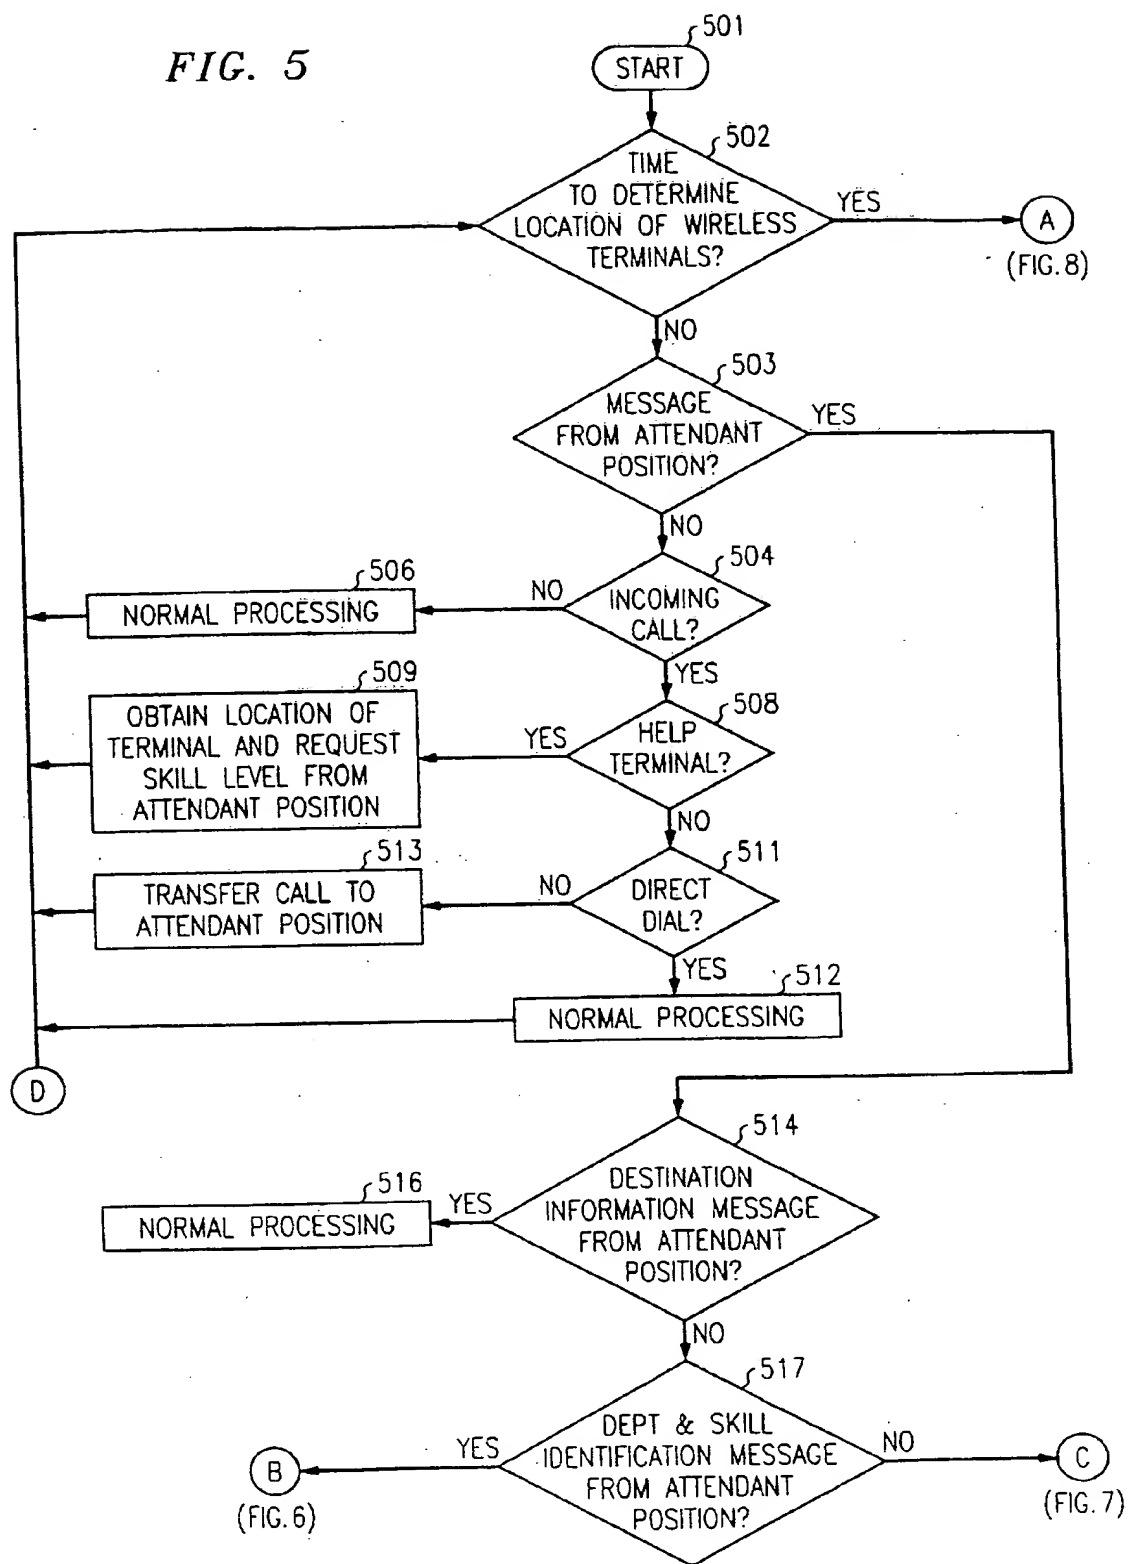 FIG. 5
501
START
502
TIME
TO DETERMINE
LOCATION OF WIRELESS
TERMINALS?
YES
A
(FIG.8)
NO
503
MESSAGE
FROM ATTENDANT
POSITION?
YES
NO
504
INCOMING
CALL?
NO
506
NORMAL PROCESSING
YES
508
HELP
TERMINAL?
YES
509
OBTAIN LOCATION OF
TERMINAL AND REQUEST
SKILL LEVEL FROM
ATTENDANT POSITION
NO
511
DIRECT
DIAL?
NO
513
TRANSFER CALL TO
ATTENDANT POSITION
YES
512
NORMAL PROCESSING
D
514
DESTINATION
INFORMATION MESSAGE
FROM ATTENDANT
POSITION?
YES
516
NORMAL PROCESSING
NO
517
DEPT & SKILL
IDENTIFICATION MESSAGE
FROM ATTENDANT
POSITION?
YES
B
(FIG.6)
NO
C
(FIG.7)